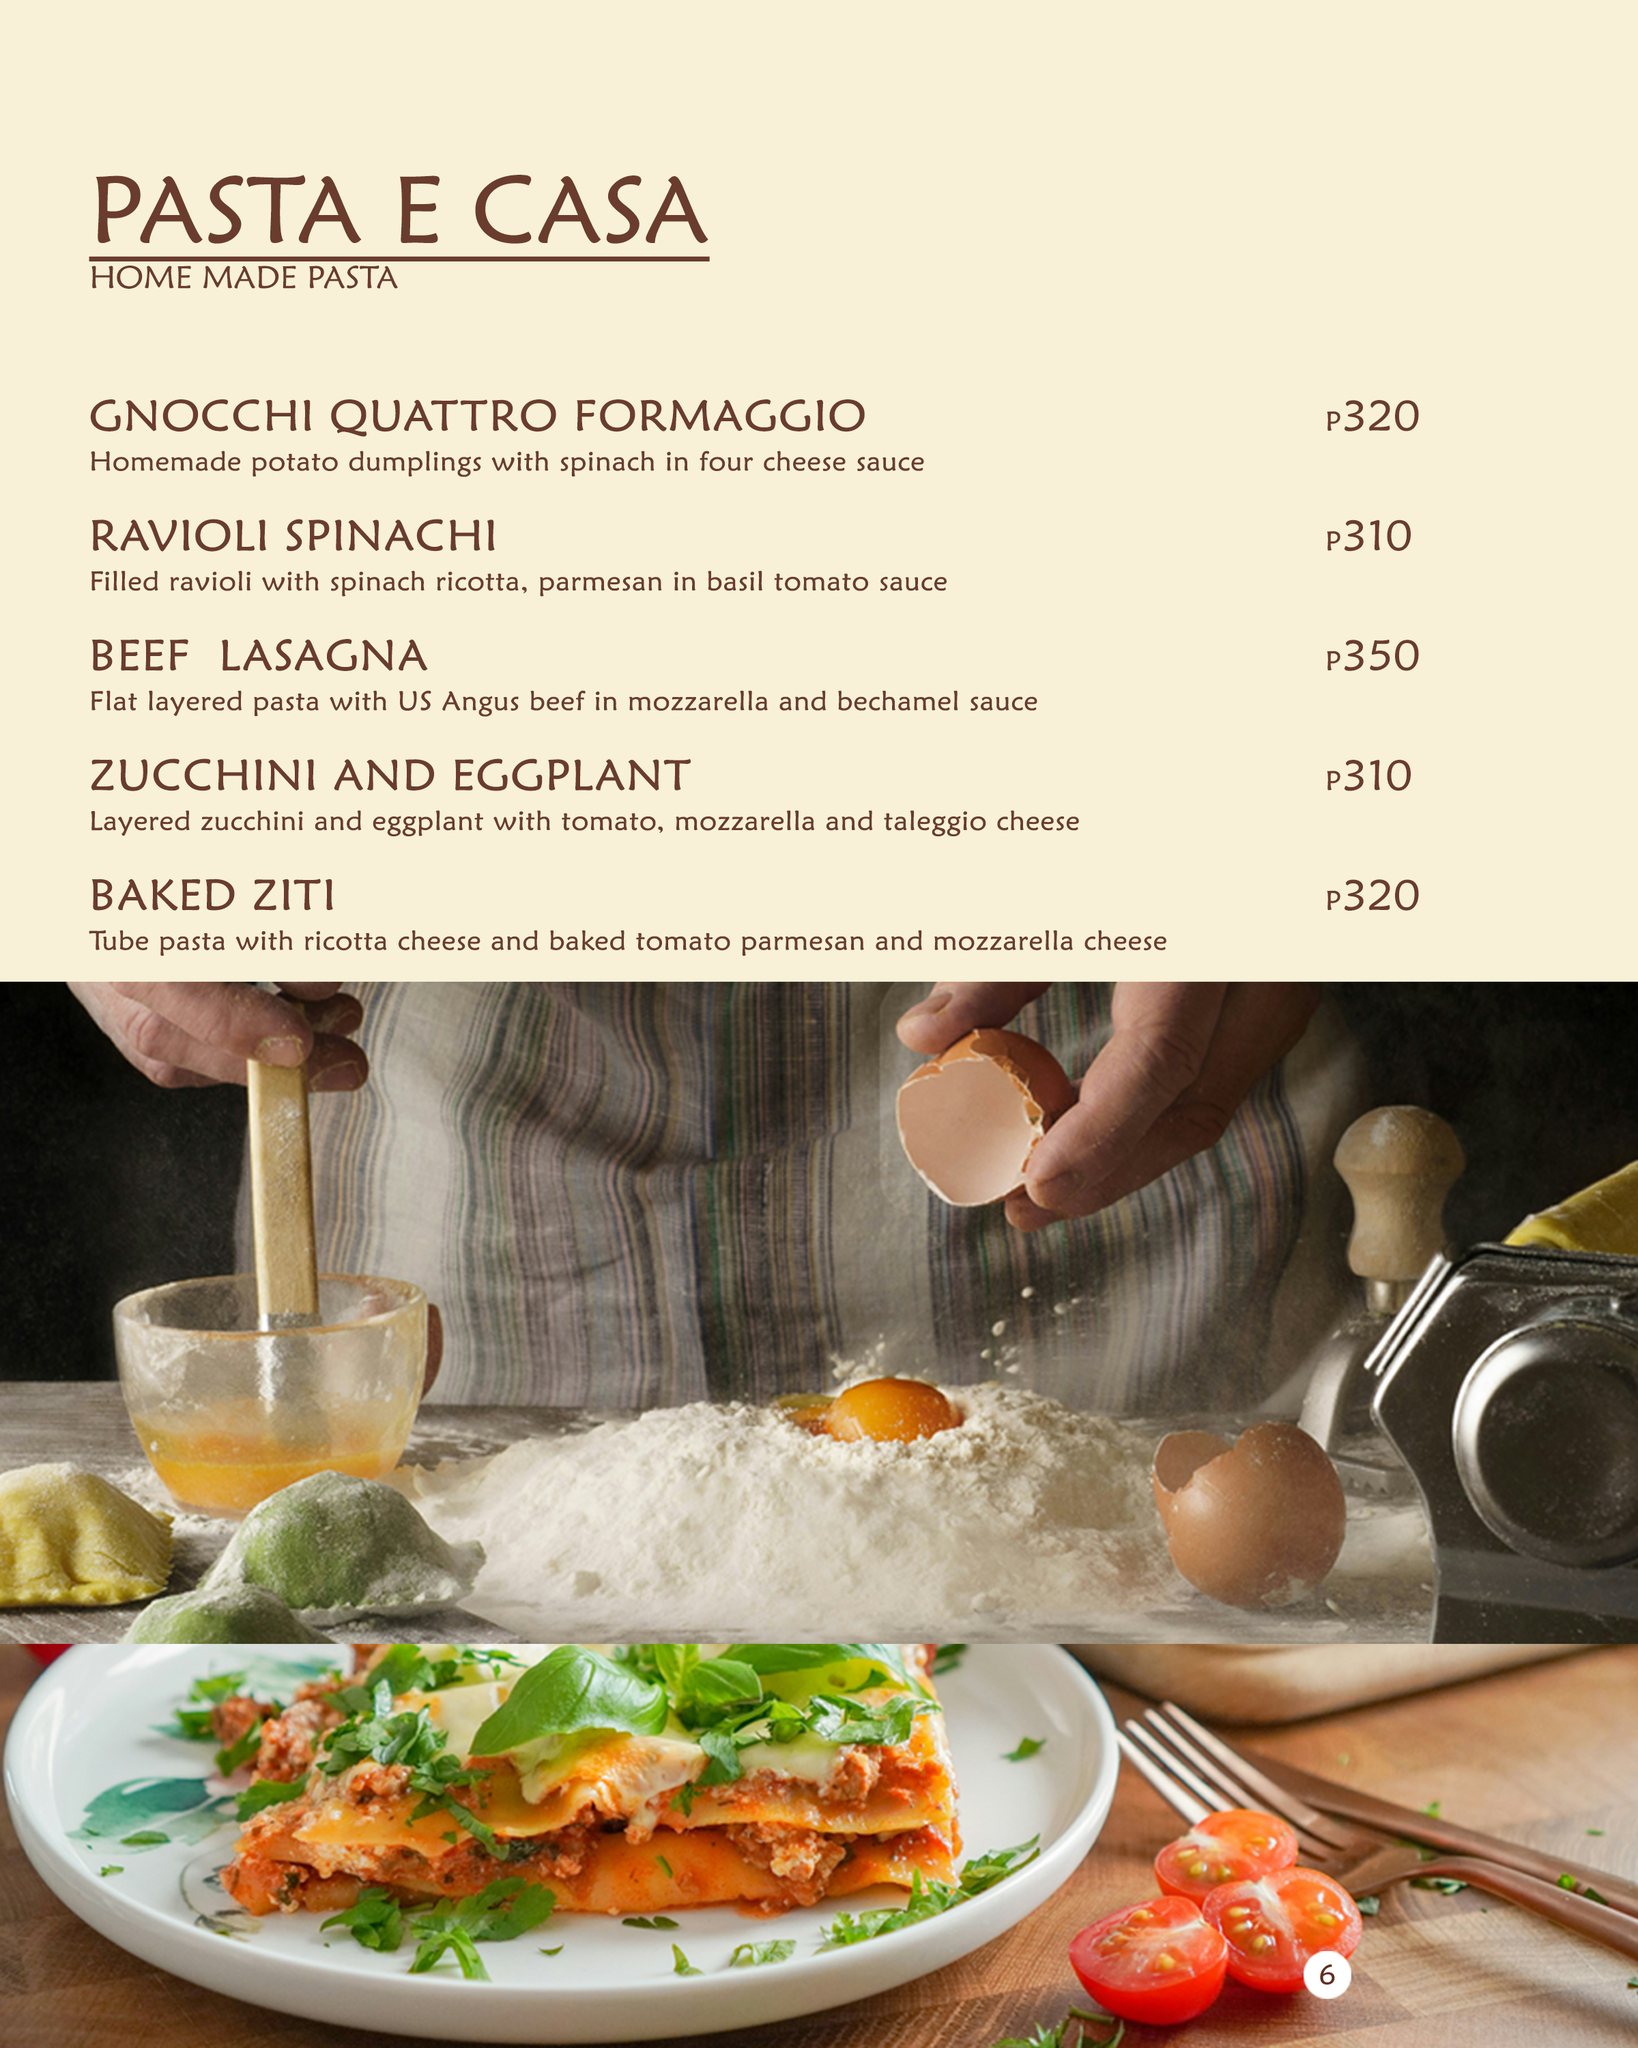 PASTA E CASA
HOME MADE PASTA
GNOCCHI QUATTRO FORMAGGIO P320
Homemade potato dumplings with spinach in four cheese sauce
RAVIOLI SPINACHI P310
Filled ravioli with spinach ricotta, parmesan in basil tomato sauce
BEEF LASAGNA P350
Flat layered pasta with US Angus beef in mozzarella and bechamel sauce
ZUCCHINI AND EGGPLANT P310
Layered zucchini and eggplant with tomato, mozzarella and taleggio cheese
BAKED ZITI P320
Tube pasta with ricotta cheese and baked tomato parmesan and mozzarella cheese
6